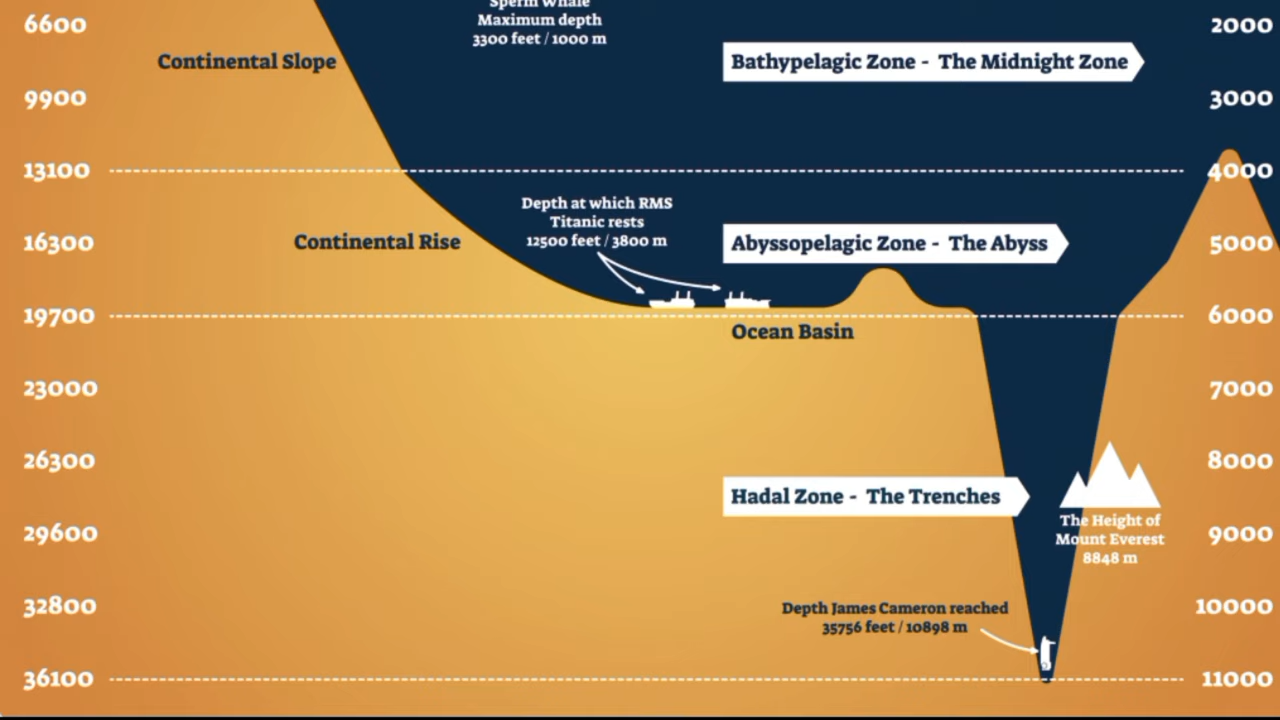 Sperm Whale
Maximum depth
3300 feet / 1000 m
6600
2000
Continental Slope
Bathypelagic Zone - The Midnight Zone
9900
3000
13100
4000
Depth at which RMS
Titanic rests
12500 feet / 3800 m
16300
Continental Rise
Abyssopelagic Zone - The Abyss
5000
19700
6000
Ocean Basin
23000
7000
26300
8000
Hadal Zone - The Trenches
The Height of
Mount Everest
8848 m
29600
9000
32800
10000
Depth James Cameron reached
35756 feet / 10898 m
36100
11000